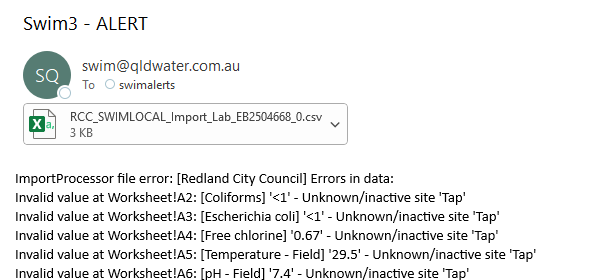 Swim3 - ALERT
SQ
swim@qldwater.com.au
To swimalerts
X a,
RCC_SWIMLOCAL_Import_Lab_EB2504668_0.csv
3 KB
ImportProcessor file error: [Redland City Council] Errors in data:
Invalid value at Worksheet!A2: [Coliforms] '<1' - Unknown/inactive site 'Tap'
Invalid value at Worksheet!A3: [Escherichia coli] '<1' - Unknown/inactive site 'Tap'
Invalid value at Worksheet!A4: [Free chlorine] '0.67' - Unknown/inactive site 'Tap'
Invalid value at Worksheet!A5: [Temperature - Field] '29.5' - Unknown/inactive site 'Tap'
Invalid value at Worksheet!A6: [pH - Field] '7.4' - Unknown/inactive site 'Tap'